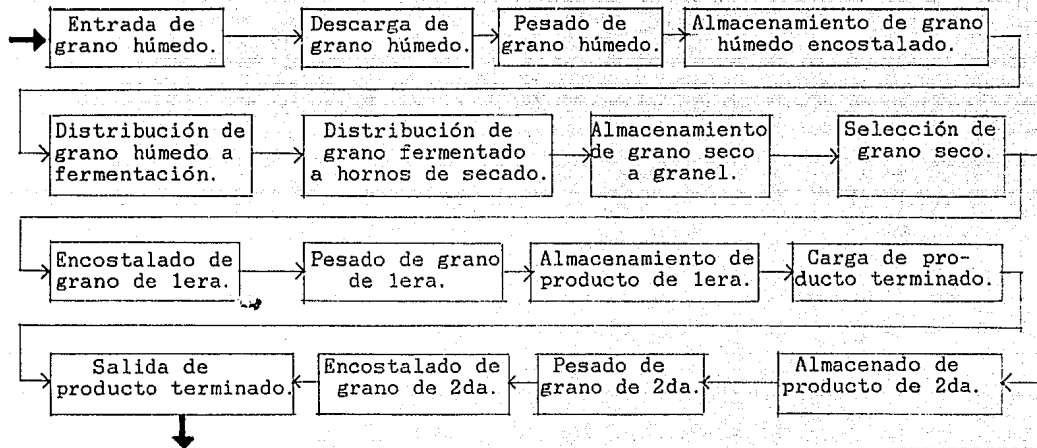 Entrada de
grano húmedo.
Descarga de
grano húmedo.
Pesado de
grano húmedo.
Almacenamiento de grano
húmedo encostalado.
Distribución de
grano húmedo a
fermentación.
Distribución de
grano fermentado
a hornos de secado.
Almacenamiento
de grano seco
a granel.
Selección de
grano seco.
Encostalado de
grano de 1era.
Pesado de grano
de 1era.
Almacenamiento de
producto de 1era.
Carga de pro-
ducto terminado.
Salida de
producto terminado.
Encostalado de
grano de 2da.
Pesado de
grano de 2da.
Almacenado de
producto de 2da.